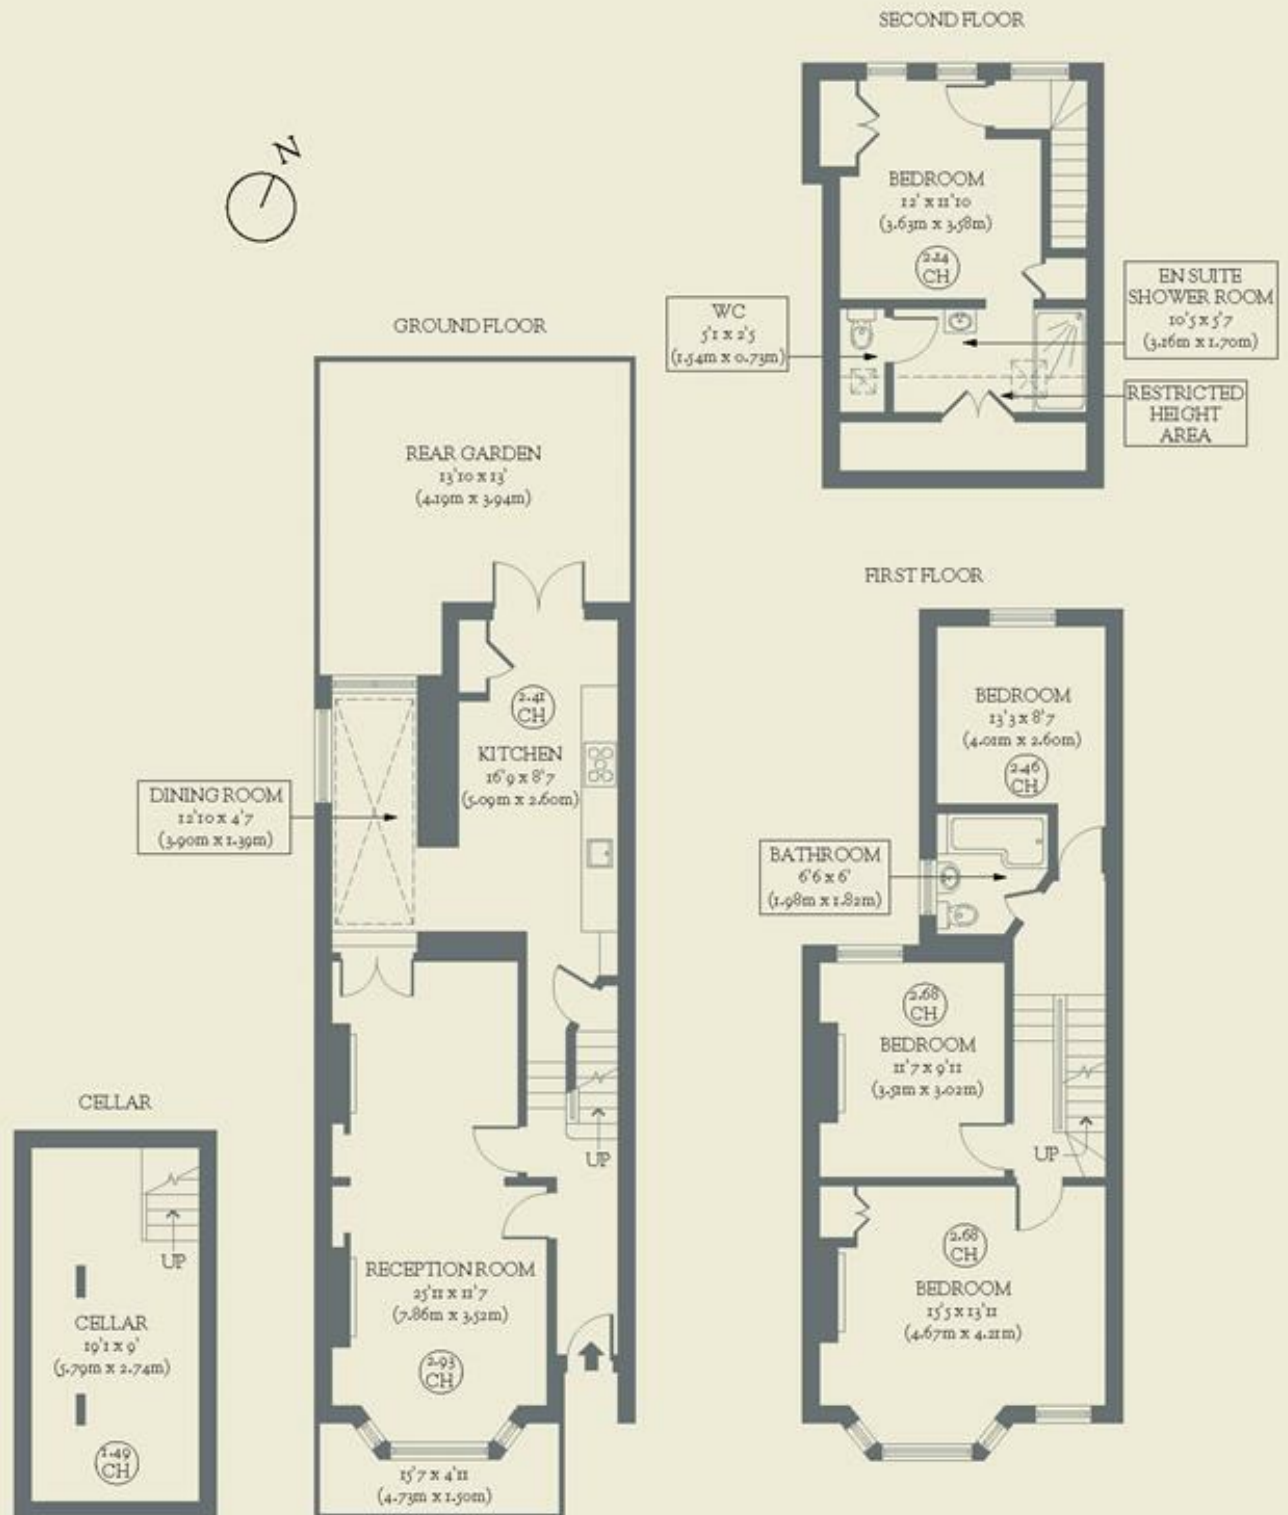 SECOND FLOOR
N
BEDROOM
12' x 11'10
(3.63m x 3.58m)
2.14
CH
WC
5'1 x 2'5
(1.54m x 0.73m)
EN SUITE
SHOWER ROOM
10'5 x 5'7
(3.16m x 1.70m)
RESTRICTED
HEIGHT
AREA
GROUND FLOOR
REAR GARDEN
13'10 x 13'
(4.19m x 3.94m)
2.41
CH
KITCHEN
16'9 x 8'7
(5.09m x 2.60m)
DINING ROOM
12'10 x 4'7
(3.90m x 1.39m)
UP
RECEPTION ROOM
25'11 x 11'7
(7.86m x 3.52m)
2.93
CH
15'7 x 4'11
(4.73m x 1.50m)
FIRST FLOOR
BEDROOM
13'3 x 8'7
(4.01m x 2.60m)
2.46
CH
BATHROOM
6'6 x 6'
(1.98m x 1.82m)
2.68
CH
BEDROOM
11'7 x 9'11
(3.51m x 3.02m)
UP
2.68
CH
BEDROOM
15'5 x 13'11
(4.67m x 4.21m)
CELLAR
UP
CELLAR
19'1 x 9'
(5.79m x 2.74m)
1.49
CH